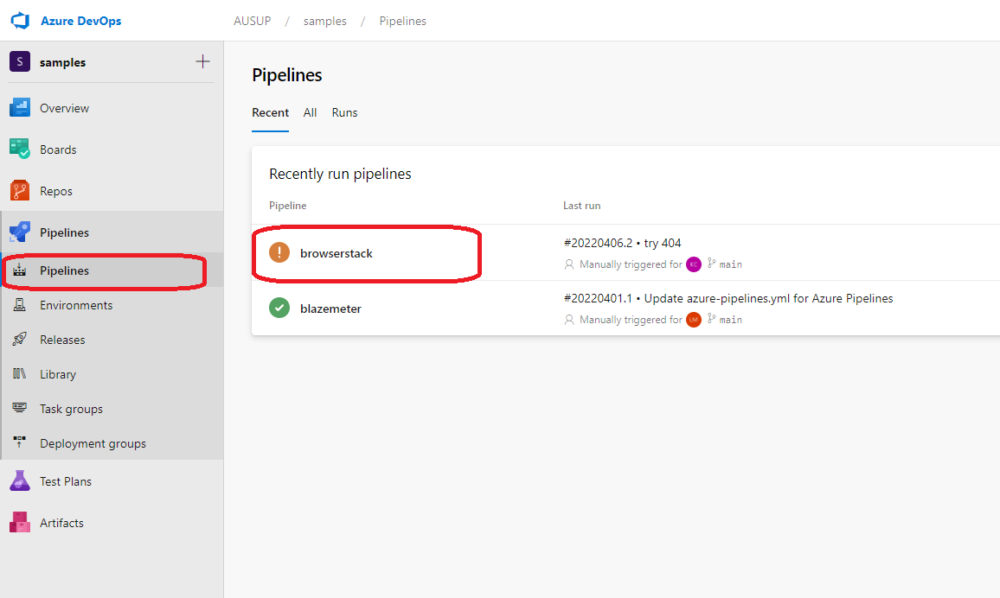 Azure DevOps
AUSUP / samples / Pipelines
S samples
Overview
Boards
Repos
Pipelines
Pipelines
Environments
Releases
Library
Task groups
Deployment groups
Test Plans
Artifacts
Pipelines
Recent All Runs
Recently run pipelines
Pipeline Last run
browserstack #20220406.2 • try 404
Manually triggered for KC main
blazemeter #20220401.1 • Update azure-pipelines.yml for Azure Pipelines
Manually triggered for LM main